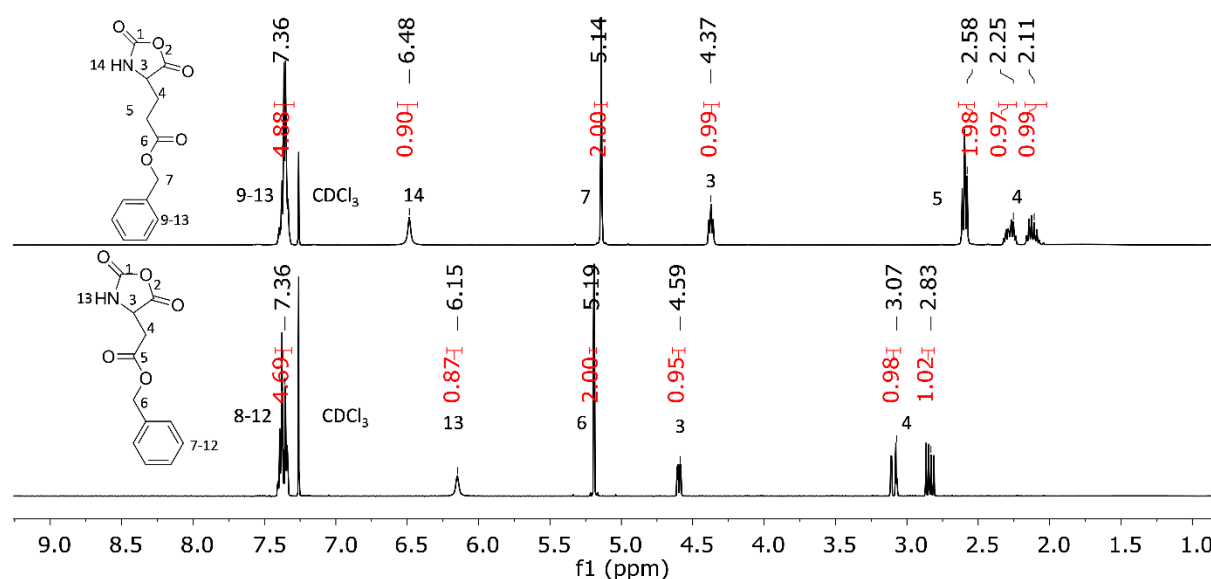 7.36 6.48 5.14 4.37 2.58 2.25 2.11
4.88 0.90 2.00 0.99 1.98 0.97 0.99
O 1 O 2 O
14 HN 3
4
5
6 O
O
7
9-13
9-13 CDCl3 14 7 3 5 4
7.36 6.15 5.19 4.59 3.07 2.83
4.69 0.87 2.00 0.95 0.98 1.02
O 1 O 2 O
13 HN 3
4
O 5
O
6
7-12
8-12 CDCl3 13 6 3 4
9.0 8.5 8.0 7.5 7.0 6.5 6.0 5.5 5.0 4.5 4.0 3.5 3.0 2.5 2.0 1.5 1.0
f1 (ppm)